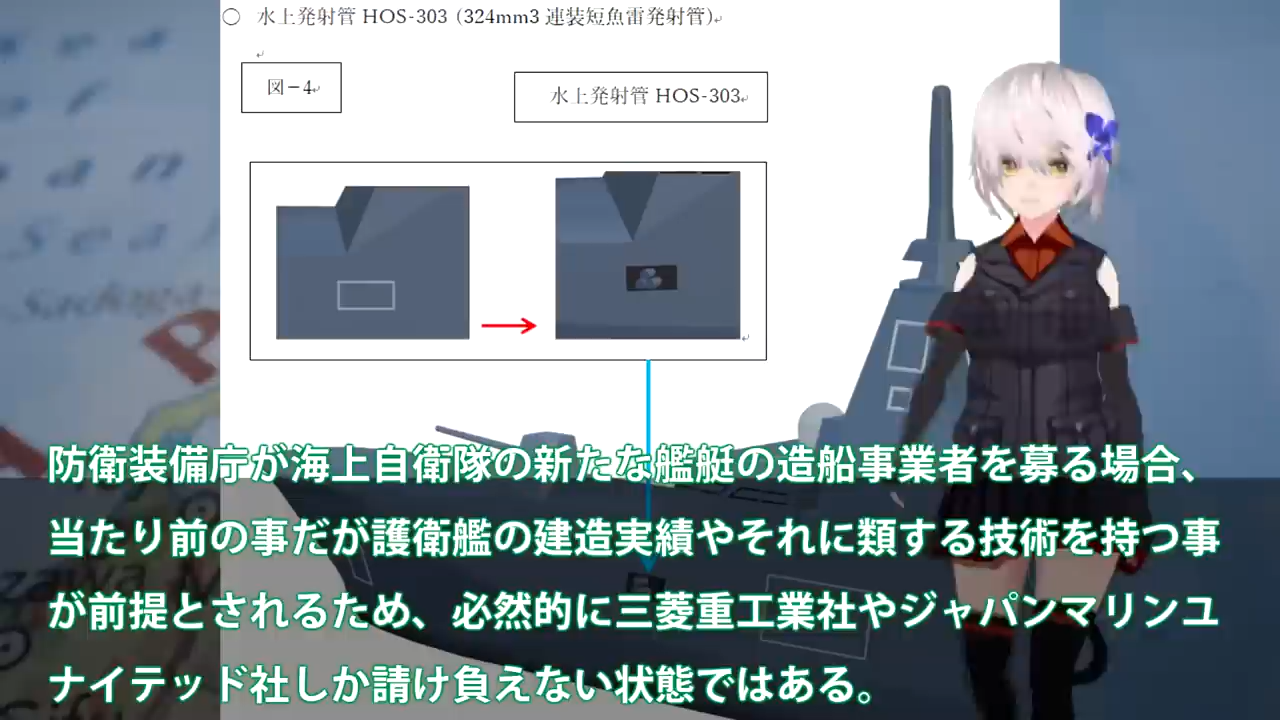 ○ 水上発射管 HOS-303 (324mm3 連装短魚雷発射管)
図－4
水上発射管 HOS-303
防衛装備庁が海上自衛隊の新たな艦艇の造船事業者を募る場合、
当たり前の事だが護衛艦の建造実績やそれに類する技術を持つ事
が前提とされるため、必然的に三菱重工業社やジャパンマリンユ
ナイテッド社しか請け負えない状態ではある。